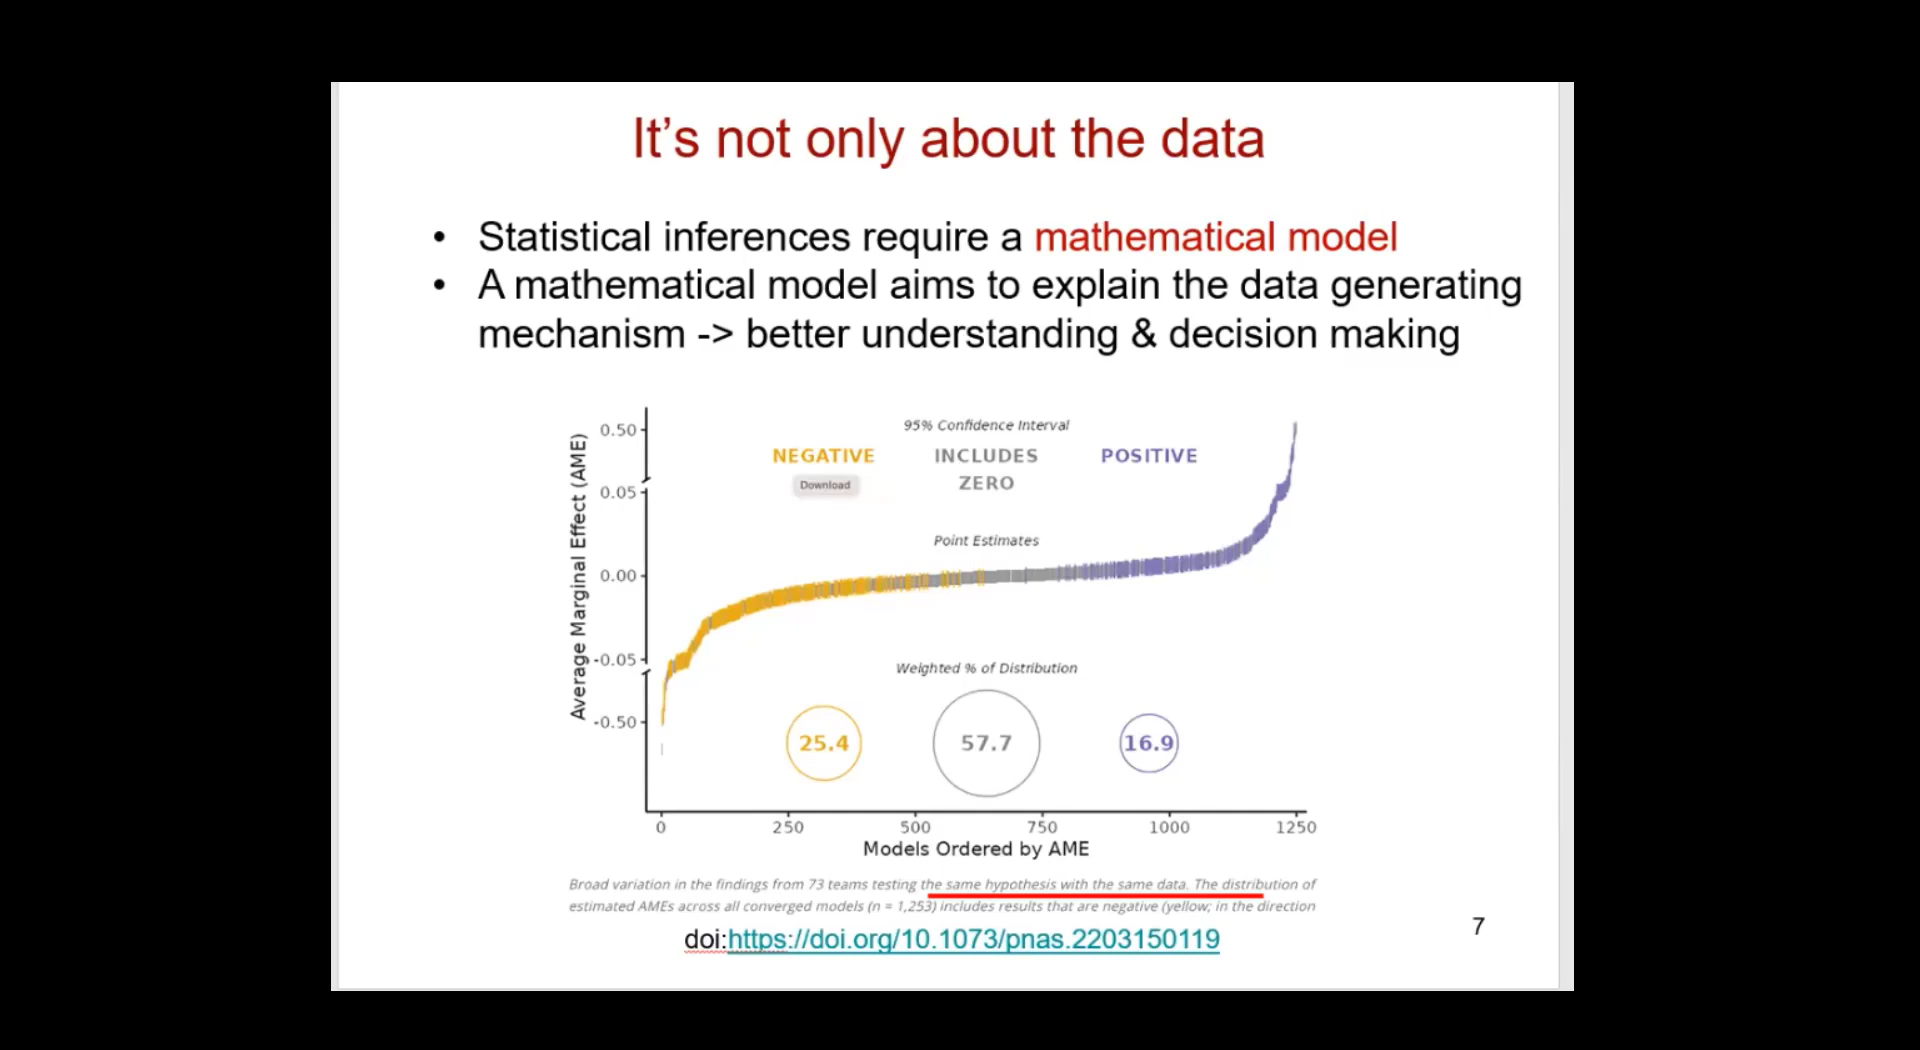 It's not only about the data
• Statistical inferences require a mathematical model
• A mathematical model aims to explain the data generating
mechanism -> better understanding & decision making
95% Confidence Interval
NEGATIVE
INCLUDES
ZERO
POSITIVE
Download
Point Estimates
Weighted % of Distribution
25.4
57.7
16.9
Average Marginal Effect (AME)
0.50
0.05
0.00
-0.05
-0.50
0
250
500
750
1000
1250
Models Ordered by AME
Broad variation in the findings from 73 teams testing the same hypothesis with the same data. The distribution of
estimated AMEs across all converged models (n = 1,253) includes results that are negative (yellow; in the direction
doi:https://doi.org/10.1073/pnas.2203150119
7